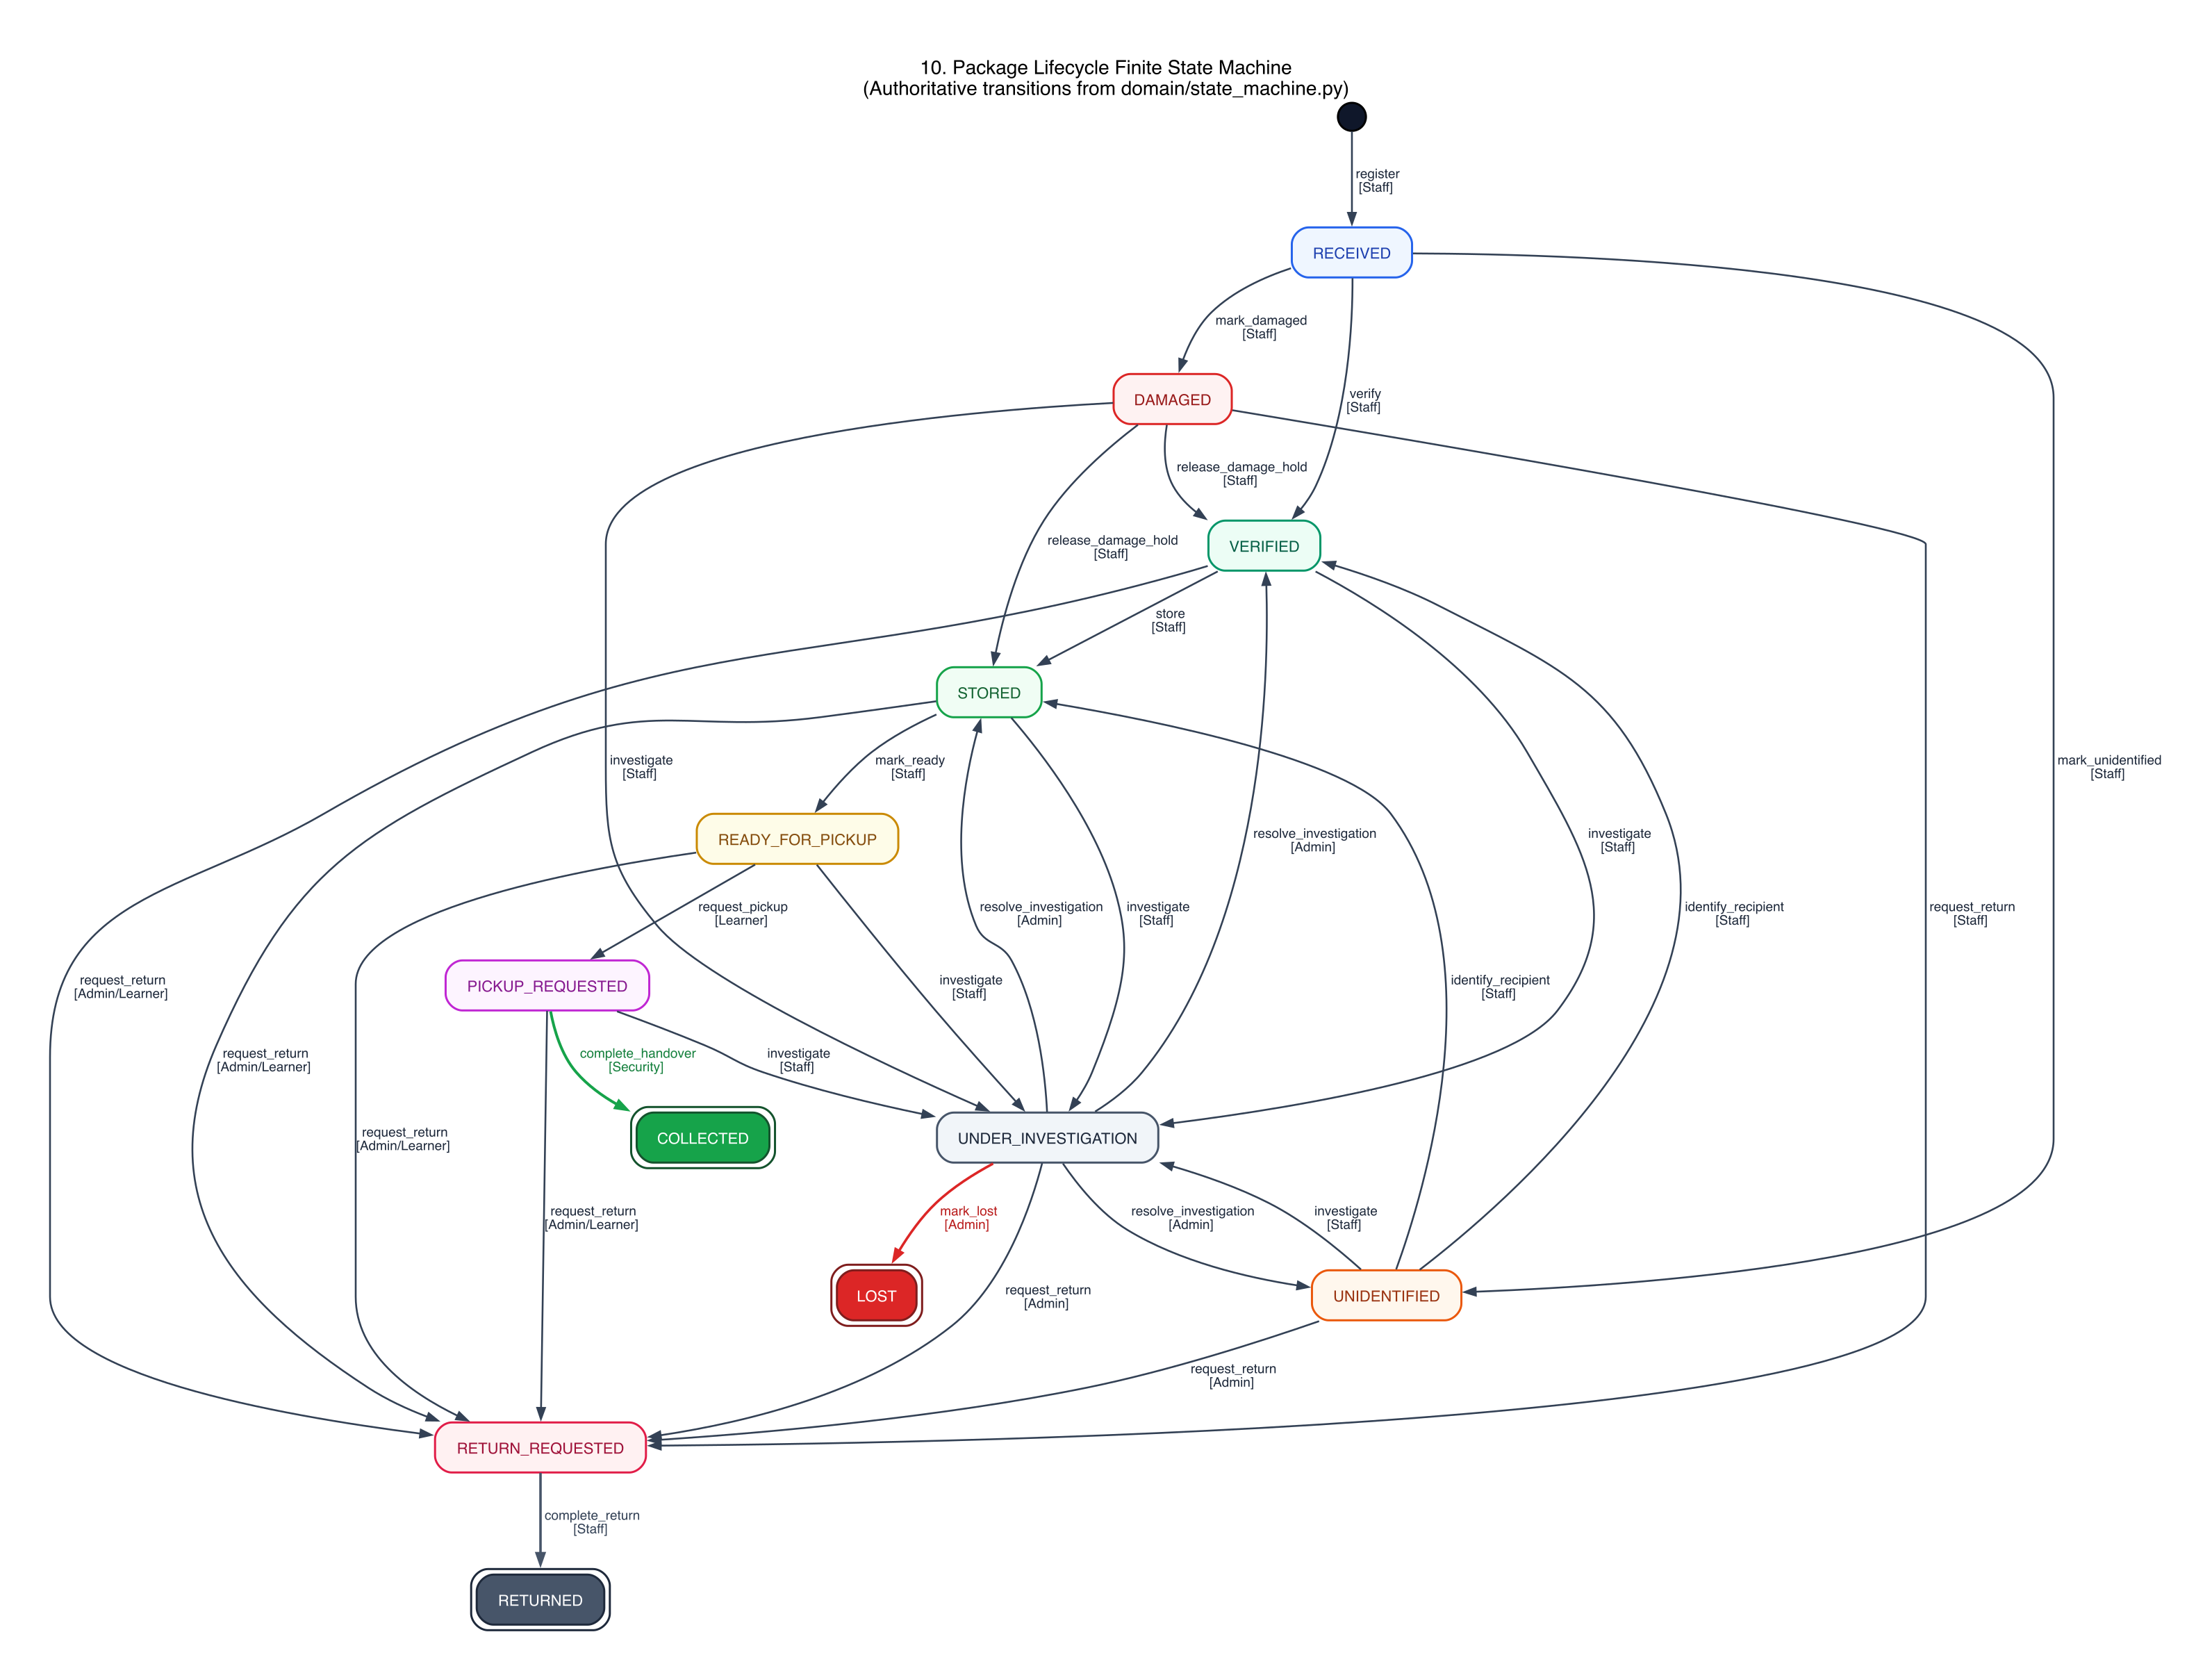 10. Package Lifecycle Finite State Machine
(Authoritative transitions from domain/state_machine.py)
register
[Staff]
RECEIVED
mark_damaged
[Staff]
DAMAGED
verify
[Staff]
release_damage_hold
[Staff]
release_damage_hold
[Staff]
VERIFIED
store
[Staff]
STORED
investigate
[Staff]
mark_ready
[Staff]
mark_unidentified
[Staff]
READY_FOR_PICKUP
resolve_investigation
[Admin]
investigate
[Staff]
request_pickup
[Learner]
resolve_investigation
[Admin]
investigate
[Staff]
identify_recipient
[Staff]
request_return
[Staff]
request_return
[Admin/Learner]
PICKUP_REQUESTED
investigate
[Staff]
identify_recipient
[Staff]
request_return
[Admin/Learner]
complete_handover
[Security]
investigate
[Staff]
request_return
[Admin/Learner]
COLLECTED
UNDER_INVESTIGATION
request_return
[Admin/Learner]
mark_lost
[Admin]
resolve_investigation
[Admin]
investigate
[Staff]
LOST
request_return
[Admin]
UNIDENTIFIED
request_return
[Admin]
RETURN_REQUESTED
complete_return
[Staff]
RETURNED